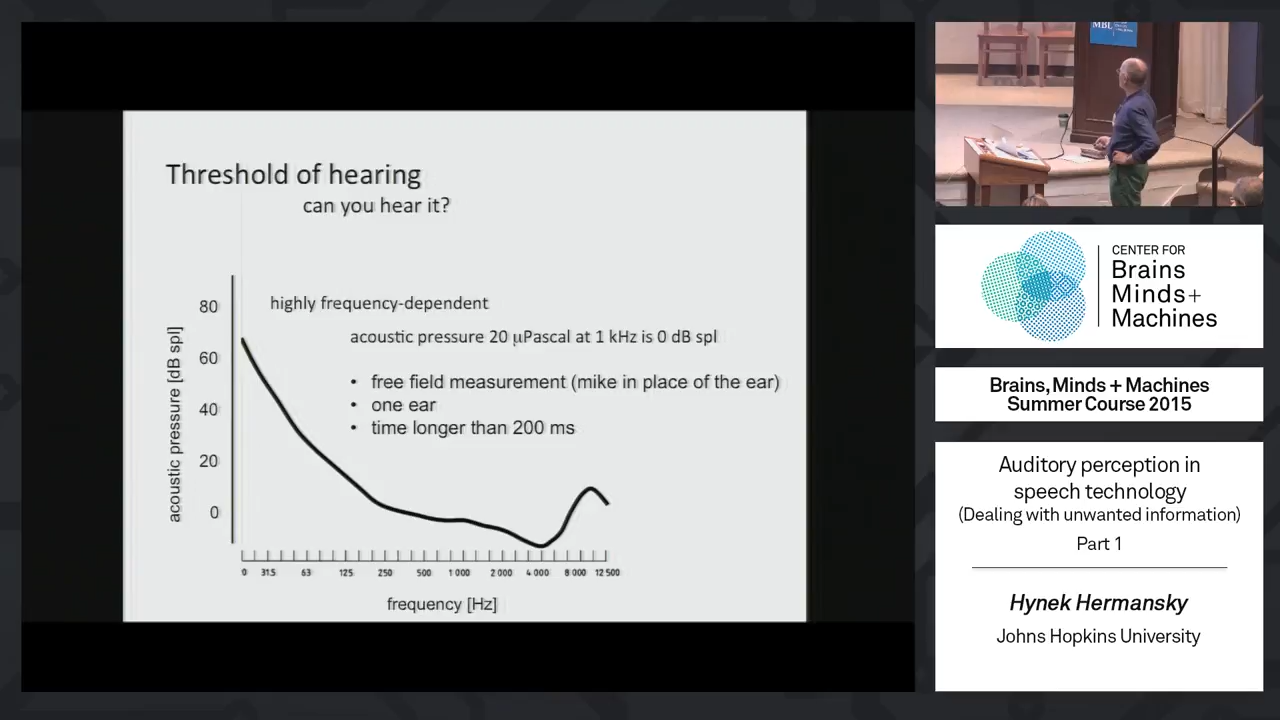 Threshold of hearing
can you hear it?
highly frequency-dependent
acoustic pressure 20 µPascal at 1 kHz is 0 dB spl
• free field measurement (mike in place of the ear)
• one ear
• time longer than 200 ms
acoustic pressure [dB spl]
80
60
40
20
0
0 31.5 63 125 250 500 1 000 2 000 4 000 8 000 12 500
frequency [Hz]
MBL
CENTER FOR
Brains
Minds+
Machines
Brains, Minds + Machines
Summer Course 2015
Auditory perception in
speech technology
(Dealing with unwanted information)
Part 1
Hynek Hermansky
Johns Hopkins University